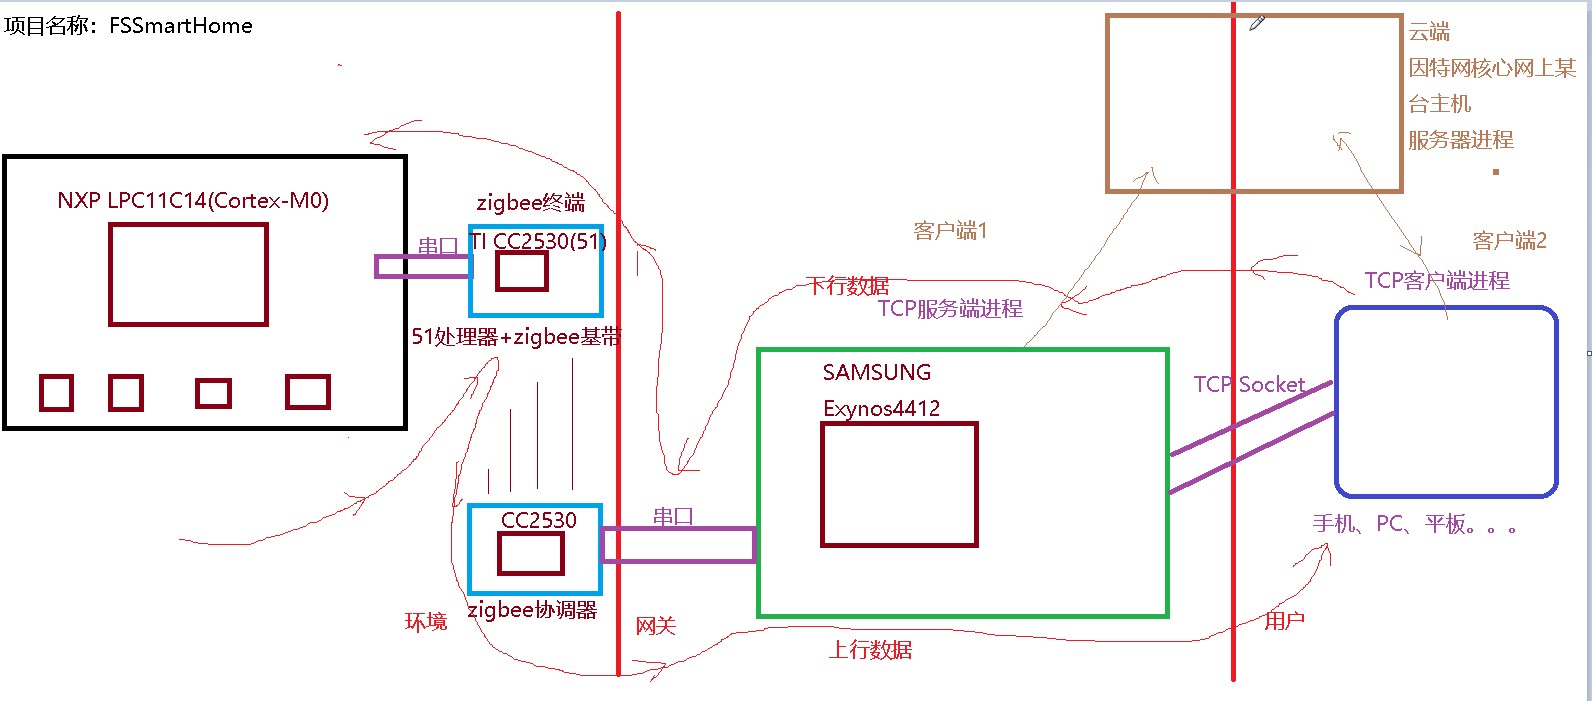 项目名称：FSSmartHome
云端
因特网核心网上某
台主机
服务器进程
NXP LPC11C14(Cortex-M0)
zigbee终端
串口
TI CC2530(51)
51处理器+zigbee基带
客户端1
客户端2
下行数据
TCP服务端进程
TCP客户端进程
SAMSUNG
Exynos4412
TCP Socket
CC2530
串口
手机、PC、平板。。。
zigbee协调器
环境
网关
用户
上行数据